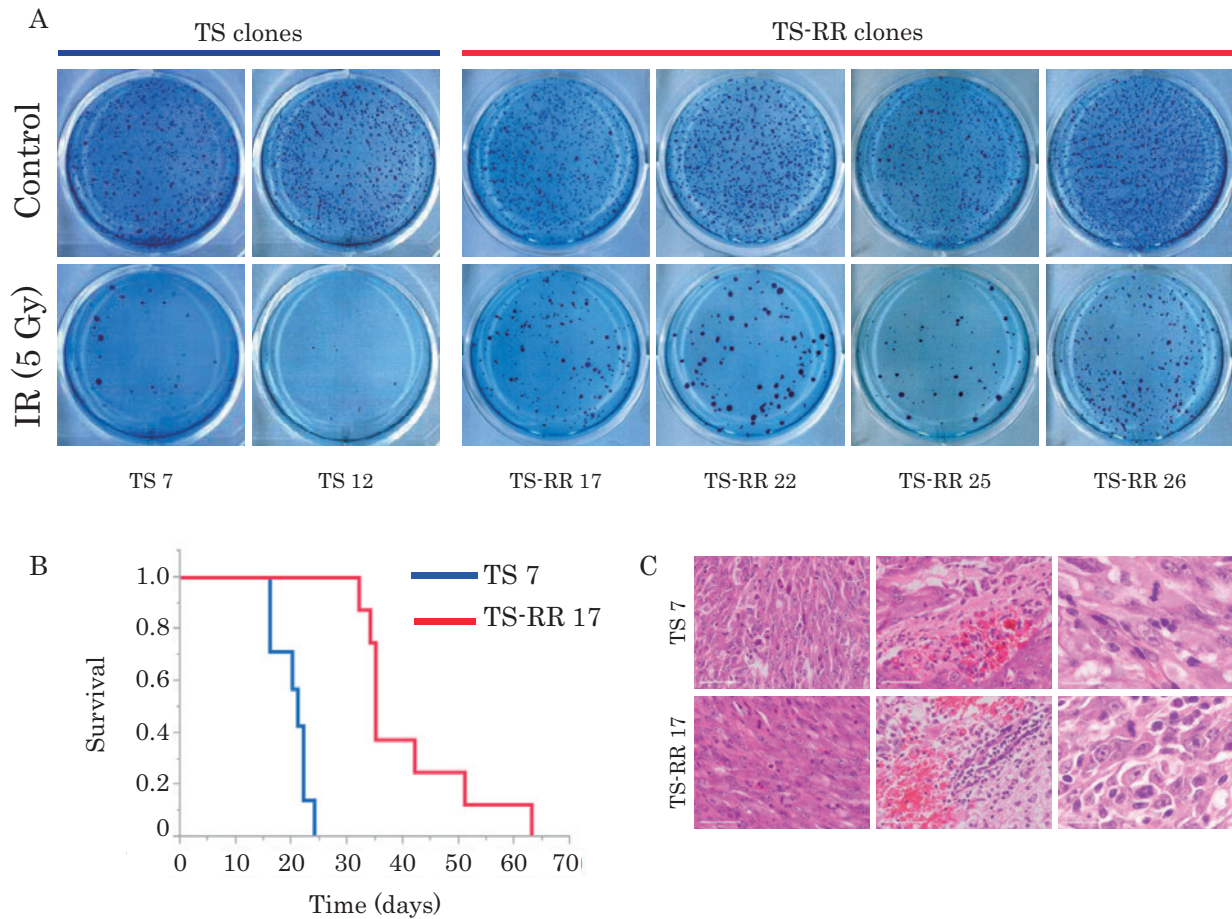 A
TS clones
TS-RR clones
Control
IR (5 Gy)
TS 7
TS 12
TS-RR 17
TS-RR 22
TS-RR 25
TS-RR 26
B
Survival
1.0
0.8
0.6
0.4
0.2
0
0
10
20
30
40
50
60
70
Time (days)
TS 7
TS-RR 17
C
TS 7
TS-RR 17